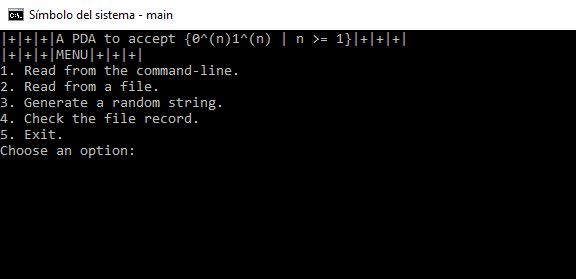 Símbolo del sistema - main
|+|+|+|A PDA to accept {0^(n)1^(n) | n >= 1}|+|+|+|
|+|+|+|MENU|+|+|+|
1. Read from the command-line.
2. Read from a file.
3. Generate a random string.
4. Check the file record.
5. Exit.
Choose an option: